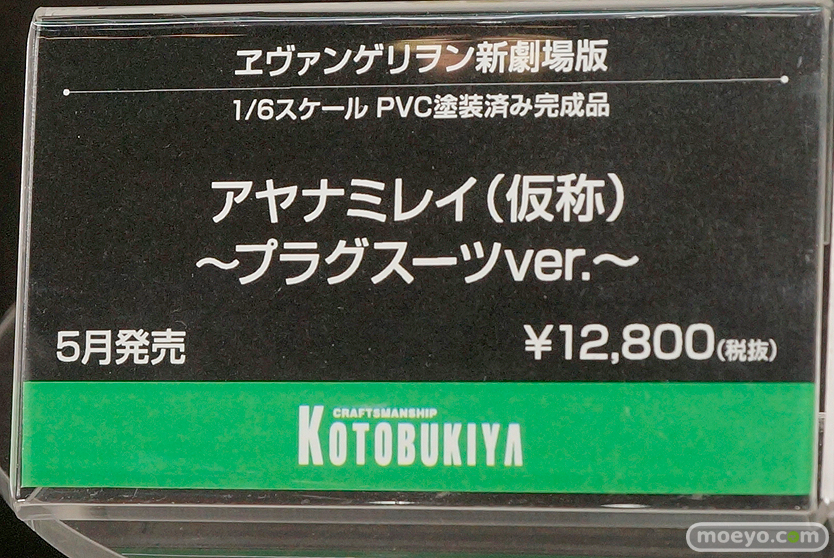 ヱヴァンゲリヲン新劇場版
1/6スケール PVC塗装済み完成品
アヤナミレイ(仮称)
～プラグスーツver.～
5月発売 ¥12,800(税抜)
CRAFTSMANSHIP
KOTOBUKIYA
moeyo.com